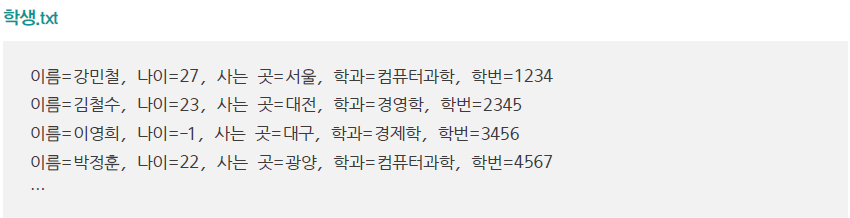 학생.txt
이름=강민철, 나이=27, 사는 곳=서울, 학과=컴퓨터과학, 학번=1234
이름=김철수, 나이=23, 사는 곳=대전, 학과=경영학, 학번=2345
이름=이영희, 나이=-1, 사는 곳=대구, 학과=경제학, 학번=3456
이름=박정훈, 나이=22, 사는 곳=광양, 학과=컴퓨터과학, 학번=4567
...